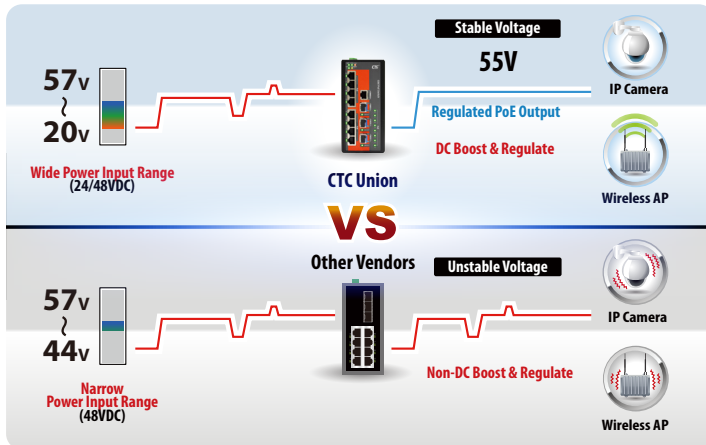 Stable Voltage
55V
57V
~
20V
IP Camera
Regulated PoE Output
DC Boost & Regulate
Wide Power Input Range
(24/48VDC)
CTC Union
Wireless AP
VS
Other Vendors
Unstable Voltage
57V
~
44V
IP Camera
Non-DC Boost & Regulate
Narrow
Power Input Range
(48VDC)
Wireless AP